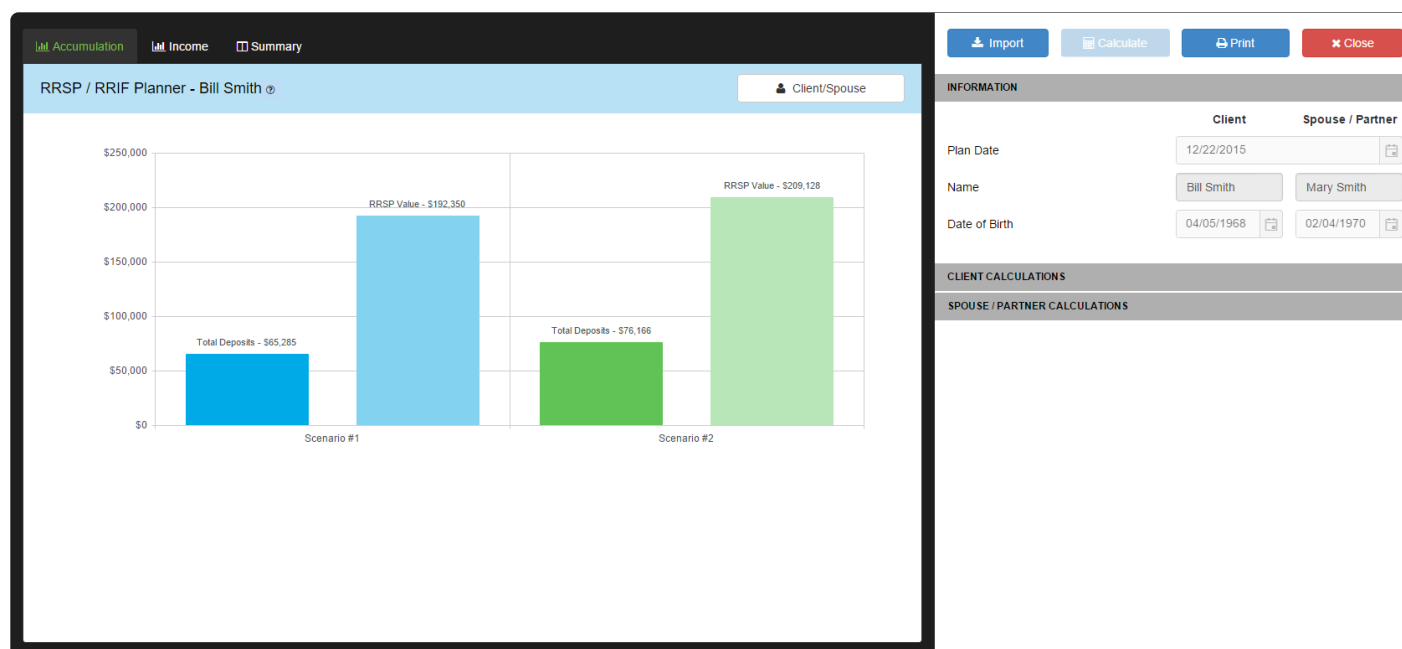 Accumulation Income Summary
RRSP / RRIF Planner - Bill Smith
Client/Spouse
$250,000
$200,000
$150,000
$100,000
$50,000
$0
Total Deposits - $65,285
RRSP Value - $192,350
Total Deposits - $76,166
RRSP Value - $209,128
Scenario #1 Scenario #2
Import Calculate Print Close
INFORMATION
Client Spouse / Partner
Plan Date 12/22/2015
Name Bill Smith Mary Smith
Date of Birth 04/05/1968 02/04/1970
CLIENT CALCULATIONS
SPOUSE / PARTNER CALCULATIONS